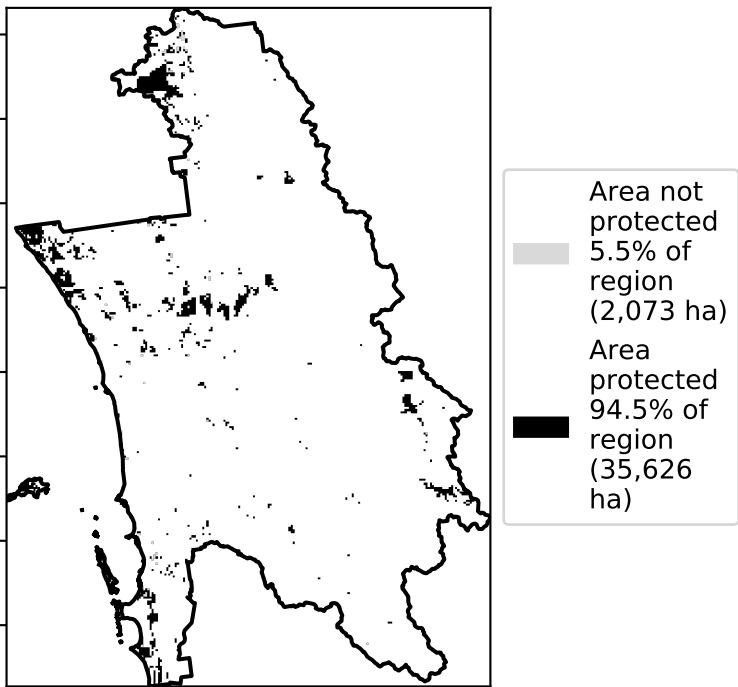 Area not
protected
5.5% of
region
(2,073 ha)
Area
protected
94.5% of
region
(35,626
ha)